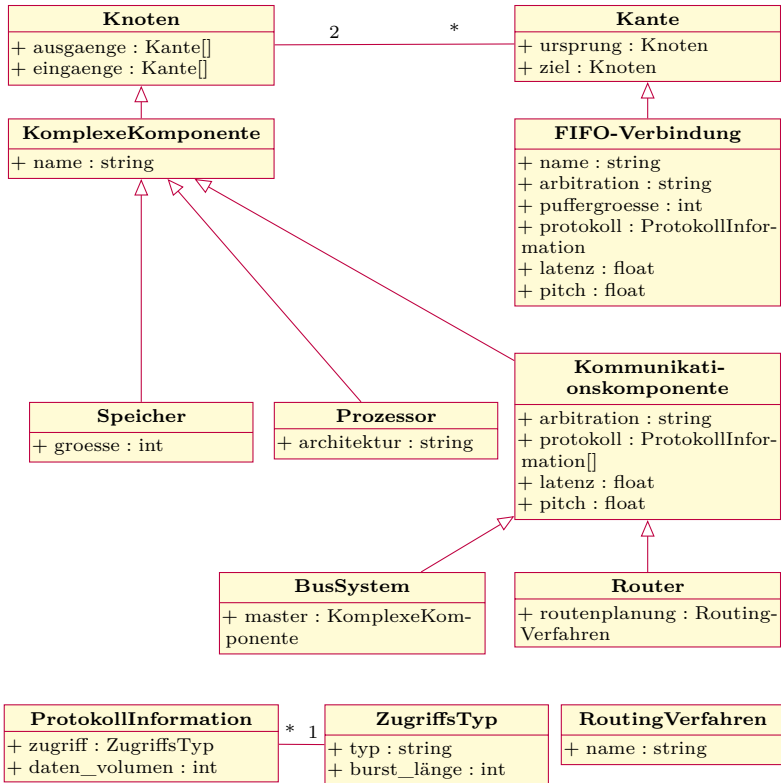 Knoten
+ ausgaenge : Kante[]
+ eingaenge : Kante[]
2
*
Kante
+ ursprung : Knoten
+ ziel : Knoten
KomplexeKomponente
+ name : string
FIFO-Verbindung
+ name : string
+ arbitration : string
+ puffergroesse : int
+ protokoll : ProtokollInfor-
mation
+ latenz : float
+ pitch : float
Speicher
+ groesse : int
Prozessor
+ architektur : string
Kommunikati-
onskomponente
+ arbitration : string
+ protokoll : ProtokollInfor-
mation[]
+ latenz : float
+ pitch : float
BusSystem
+ master : KomplexeKom-
ponente
Router
+ routenplanung : Routing-
Verfahren
ProtokollInformation
+ zugriff : ZugriffsTyp
+ daten_volumen : int
*
1
ZugriffsTyp
+ typ : string
+ burst_länge : int
RoutingVerfahren
+ name : string